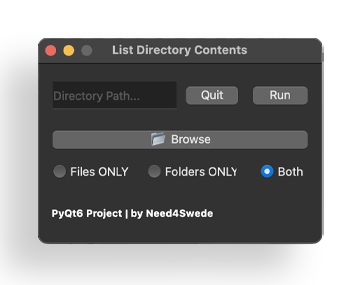 List Directory Contents
Directory Path... Quit Run
Browse
Files ONLY Folders ONLY Both
PyQt6 Project | by Need4Swede